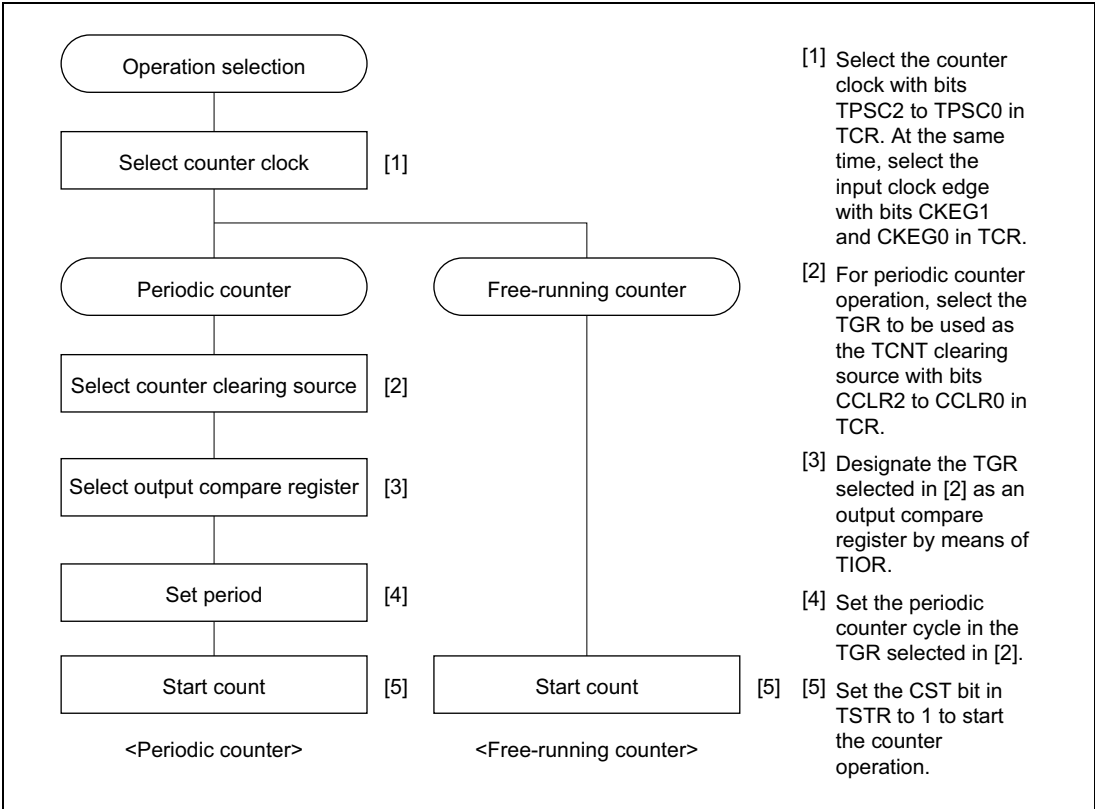 Operation selection
Select counter clock
[1]
Periodic counter
Free-running counter
Select counter clearing source
[2]
Select output compare register
[3]
Set period
[4]
Start count
[5]
Start count
[5]
<Periodic counter>
<Free-running counter>
[1] Select the counter
clock with bits
TPSC2 to TPSC0 in
TCR. At the same
time, select the
input clock edge
with bits CKEG1
and CKEG0 in TCR.
[2] For periodic counter
operation, select the
TGR to be used as
the TCNT clearing
source with bits
CCLR2 to CCLR0 in
TCR.
[3] Designate the TGR
selected in [2] as an
output compare
register by means of
TIOR.
[4] Set the periodic
counter cycle in the
TGR selected in [2].
[5] Set the CST bit in
TSTR to 1 to start
the counter
operation.